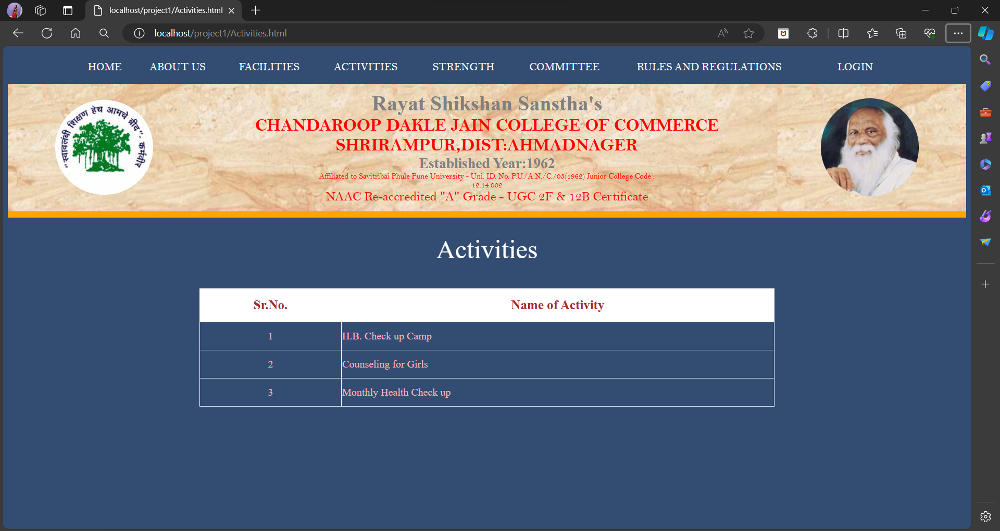 localhost/project1/Activities.html
localhost/project1/Activities.html
HOME ABOUT US FACILITIES ACTIVITIES STRENGTH COMMITTEE RULES AND REGULATIONS LOGIN
"स्वावलंबी शिक्षण हेच आमचे ब्रीद"- कर्मवीर
Rayat Shikshan Sanstha's
CHANDAROOP DAKLE JAIN COLLEGE OF COMMERCE
SHRIRAMPUR,DIST:AHMADNAGER
Established Year:1962
Affiliated to Savitribai Phule Pune University - Uni. ID. No. P.U./A.N./C./05(1962) Junior College Code :
12.14.002
NAAC Re-accredited "A" Grade - UGC 2F & 12B Certificate
Activities
Sr.No. Name of Activity
1 H.B. Check up Camp
2 Counseling for Girls
3 Monthly Health Check up